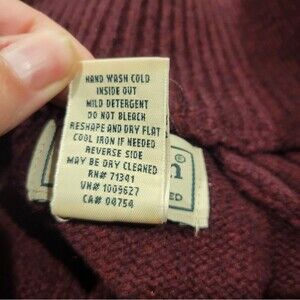 HAND WASH COLD
INSIDE OUT
MILD DETERGENT
DO NOT BLEACH
RESHAPE AND DRY FLAT
COOL IRON IF NEEDED
REVERSE SIDE
MAY BE DRY CLEANED
RN# 71341
VN# 1009627
CA# 04754